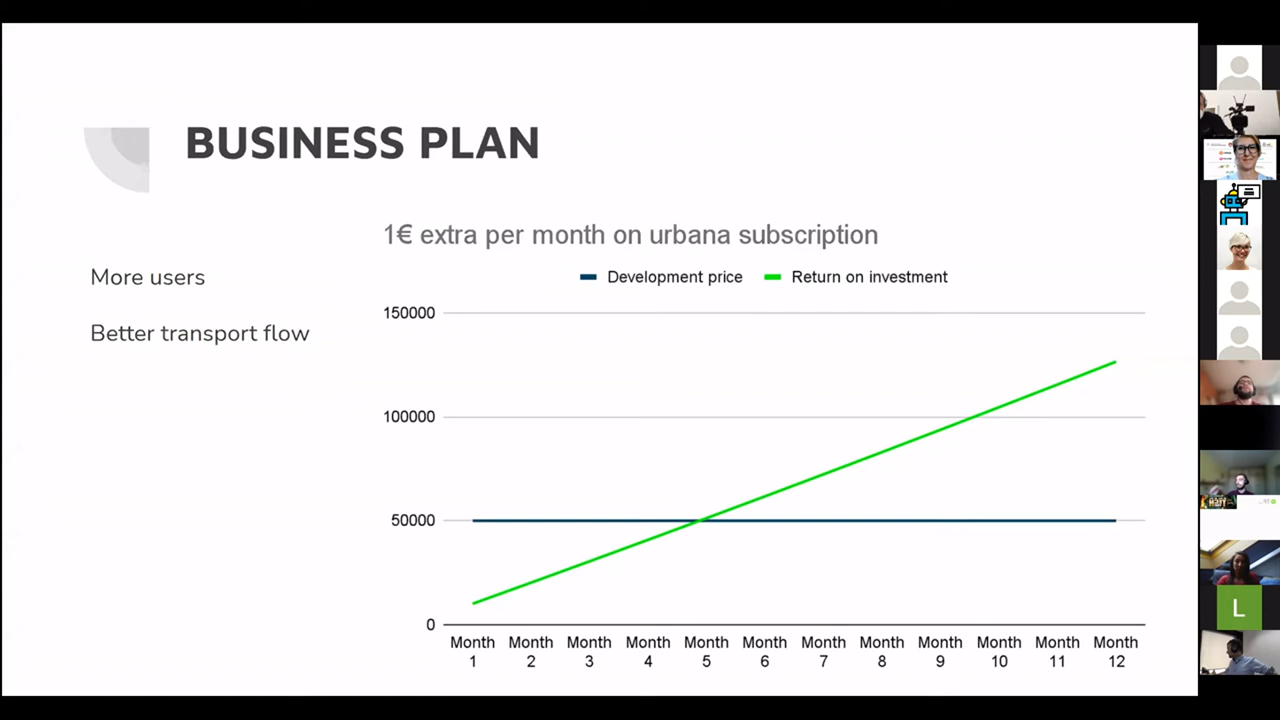 BUSINESS PLAN
1€ extra per month on urbana subscription
More users
Better transport flow
Development price
Return on investment
150000
100000
50000
0
Month 1
Month 2
Month 3
Month 4
Month 5
Month 6
Month 7
Month 8
Month 9
Month 10
Month 11
Month 12
L